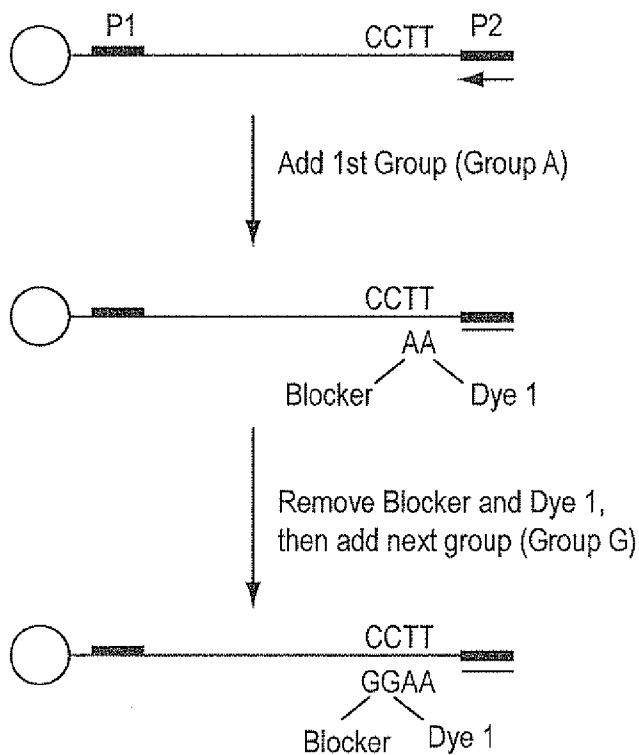 P1
CCTT
P2
Add 1st Group (Group A)
CCTT
AA
Blocker
Dye 1
Remove Blocker and Dye 1,
then add next group (Group G)
CCTT
GGAA
Blocker
Dye 1